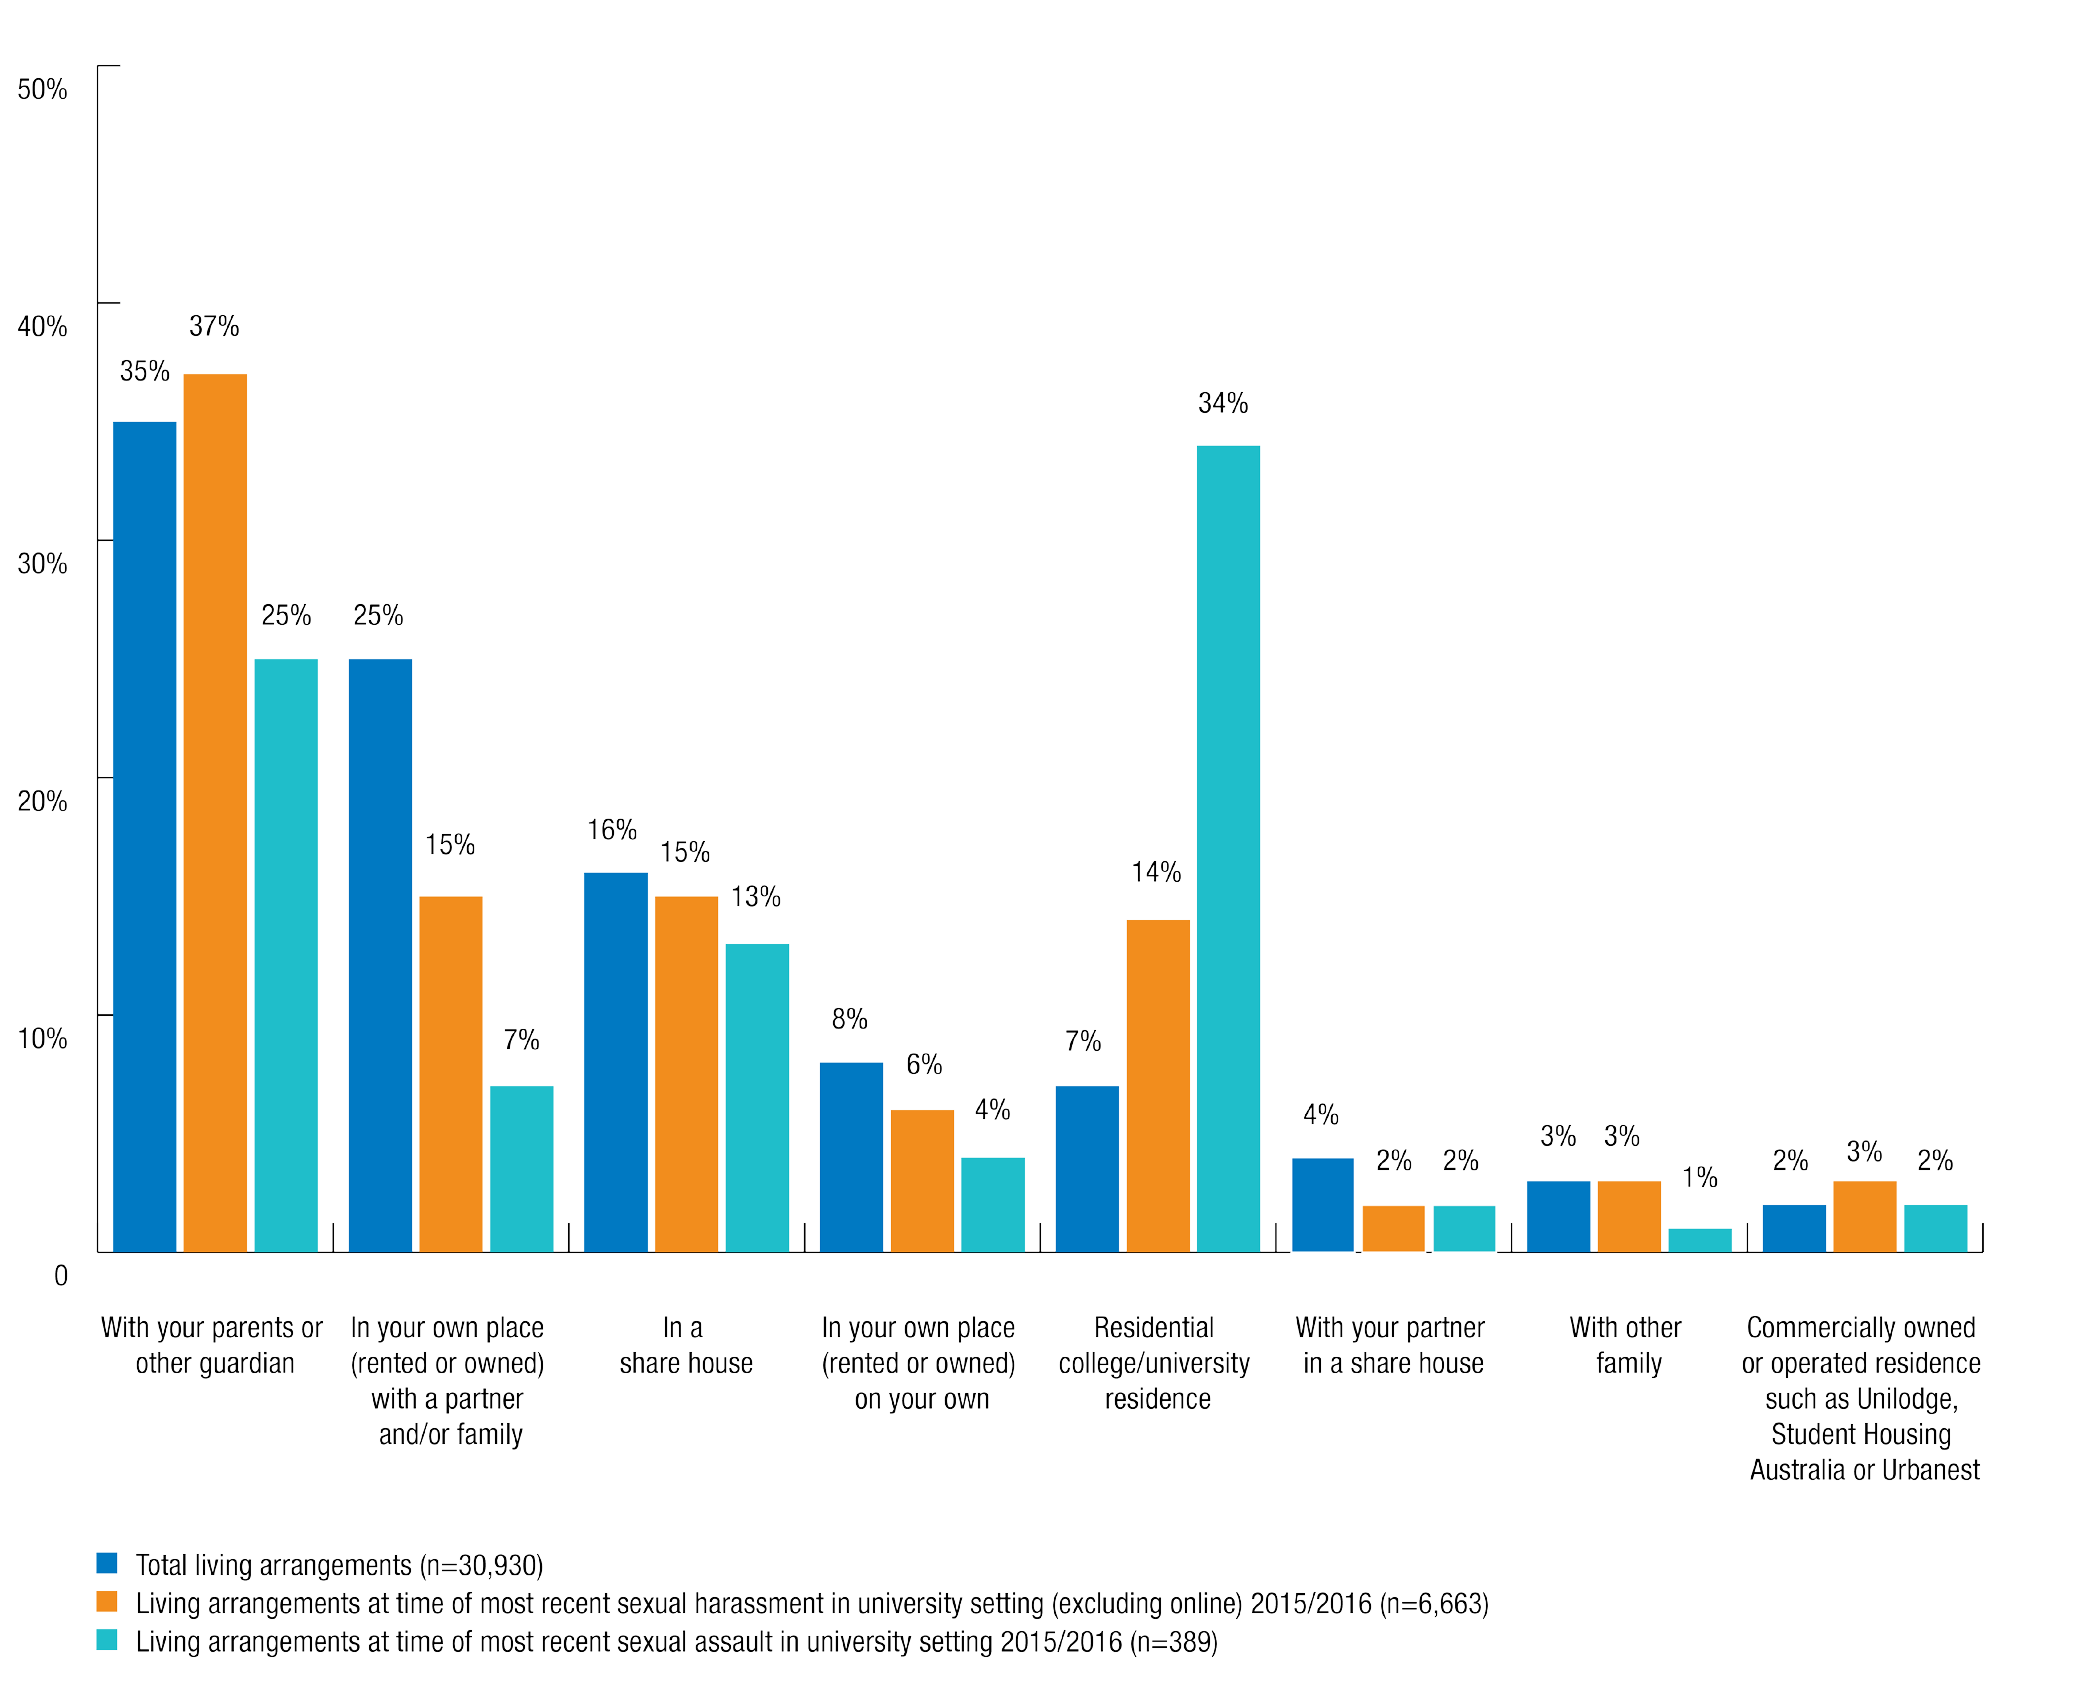 50%
40%
30%
20%
10%
0
35%
37%
25%
25%
15%
7%
16%
15%
13%
8%
6%
4%
7%
14%
34%
4%
2%
2%
3%
3%
1%
2%
3%
2%
With your parents or
other guardian
In your own place
(rented or owned)
with a partner
and/or family
In a
share house
In your own place
(rented or owned)
on your own
Residential
college/university
residence
With your partner
in a share house
With other
family
Commercially owned
or operated residence
such as Unilodge,
Student Housing
Australia or Urbanest
Total living arrangements (n=30,930)
Living arrangements at time of most recent sexual harassment in university setting (excluding online) 2015/2016 (n=6,663)
Living arrangements at time of most recent sexual assault in university setting 2015/2016 (n=389)